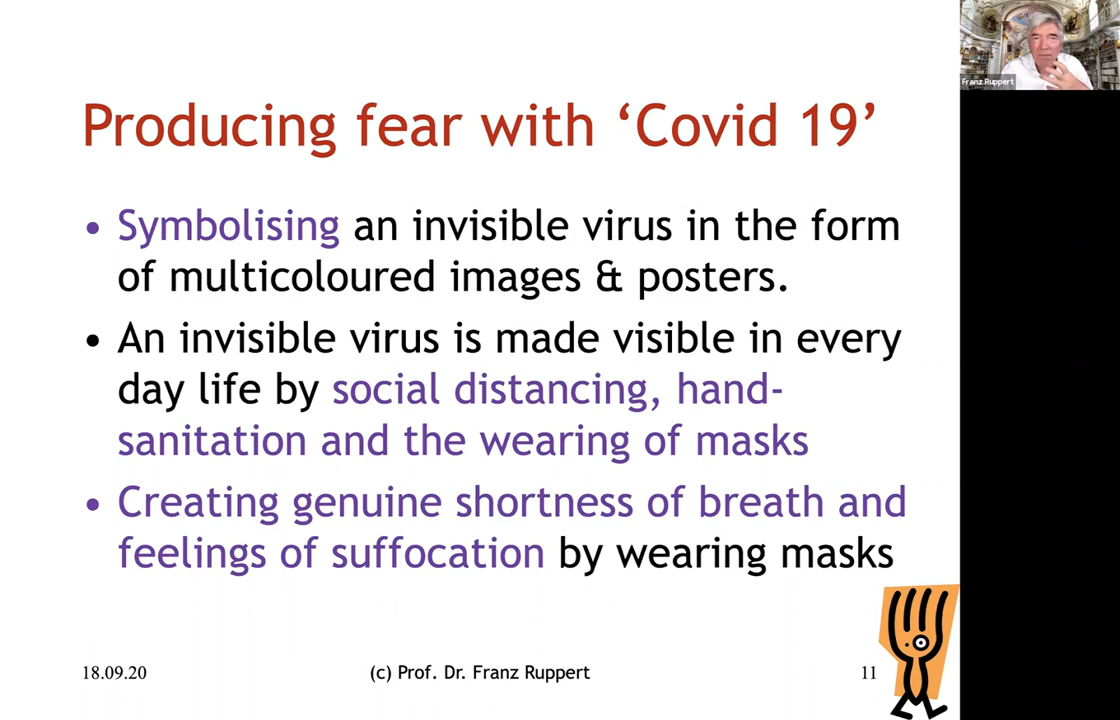 Franz Ruppert
Producing fear with ‘Covid 19’
• Symbolising an invisible virus in the form
of multicoloured images & posters.
• An invisible virus is made visible in every
day life by social distancing, hand-
sanitation and the wearing of masks
• Creating genuine shortness of breath and
feelings of suffocation by wearing masks
18.09.20
(c) Prof. Dr. Franz Ruppert
11